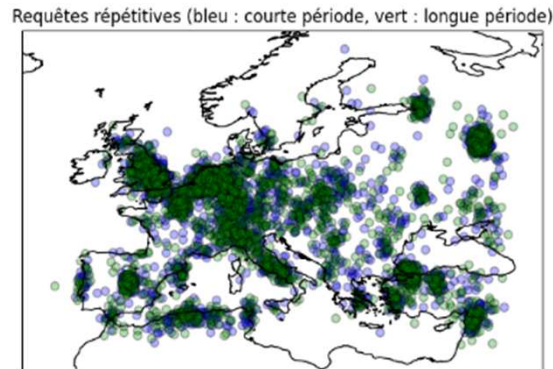 Requêtes répétitives (bleu : courte période, vert : longue période)